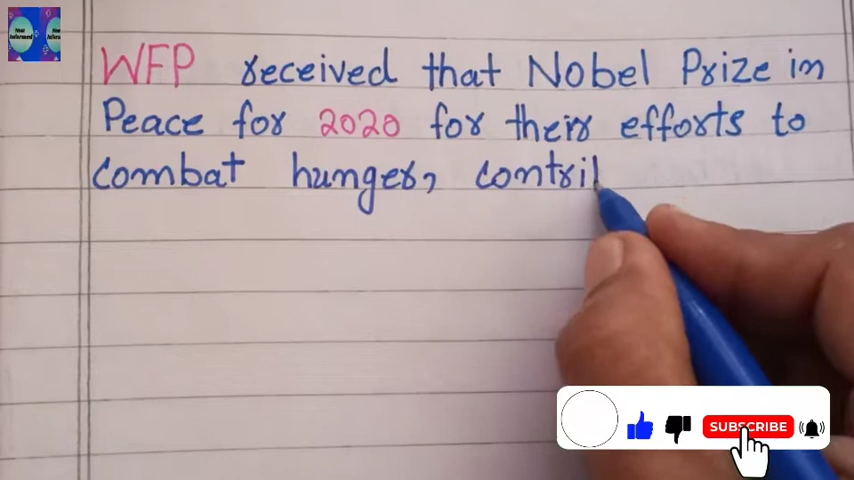 WFP received that Nobel Prize in
Peace for 2020 for their efforts to
combat hunger, contri
SUBSCRIBE